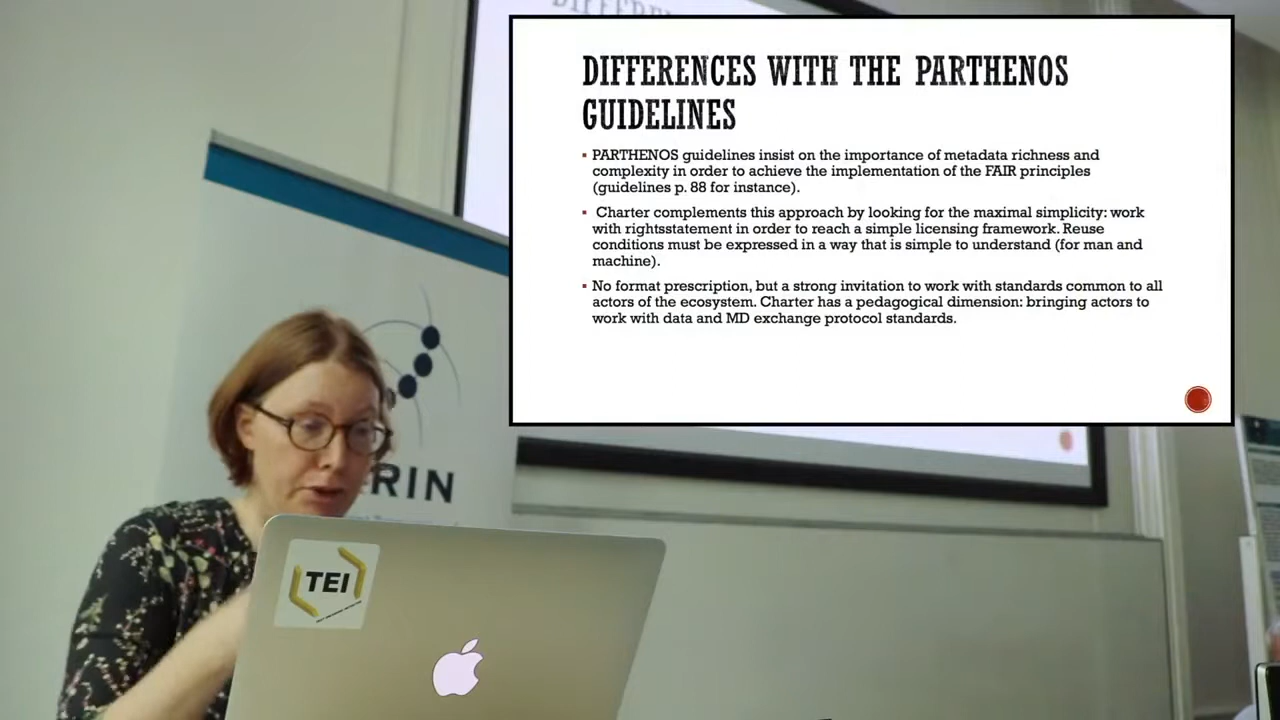 DIFFERENCES WITH THE PARTHENOS
GUIDELINES
▪ PARTHENOS guidelines insist on the importance of metadata richness and
complexity in order to achieve the implementation of the FAIR principles
(guidelines p. 88 for instance).
▪ Charter complements this approach by looking for the maximal simplicity: work
with rightsstatement in order to reach a simple licensing framework. Reuse
conditions must be expressed in a way that is simple to understand (for man and
machine).
▪ No format prescription, but a strong invitation to work with standards common to all
actors of the ecosystem. Charter has a pedagogical dimension: bringing actors to
work with data and MD exchange protocol standards.
RIN
TEI